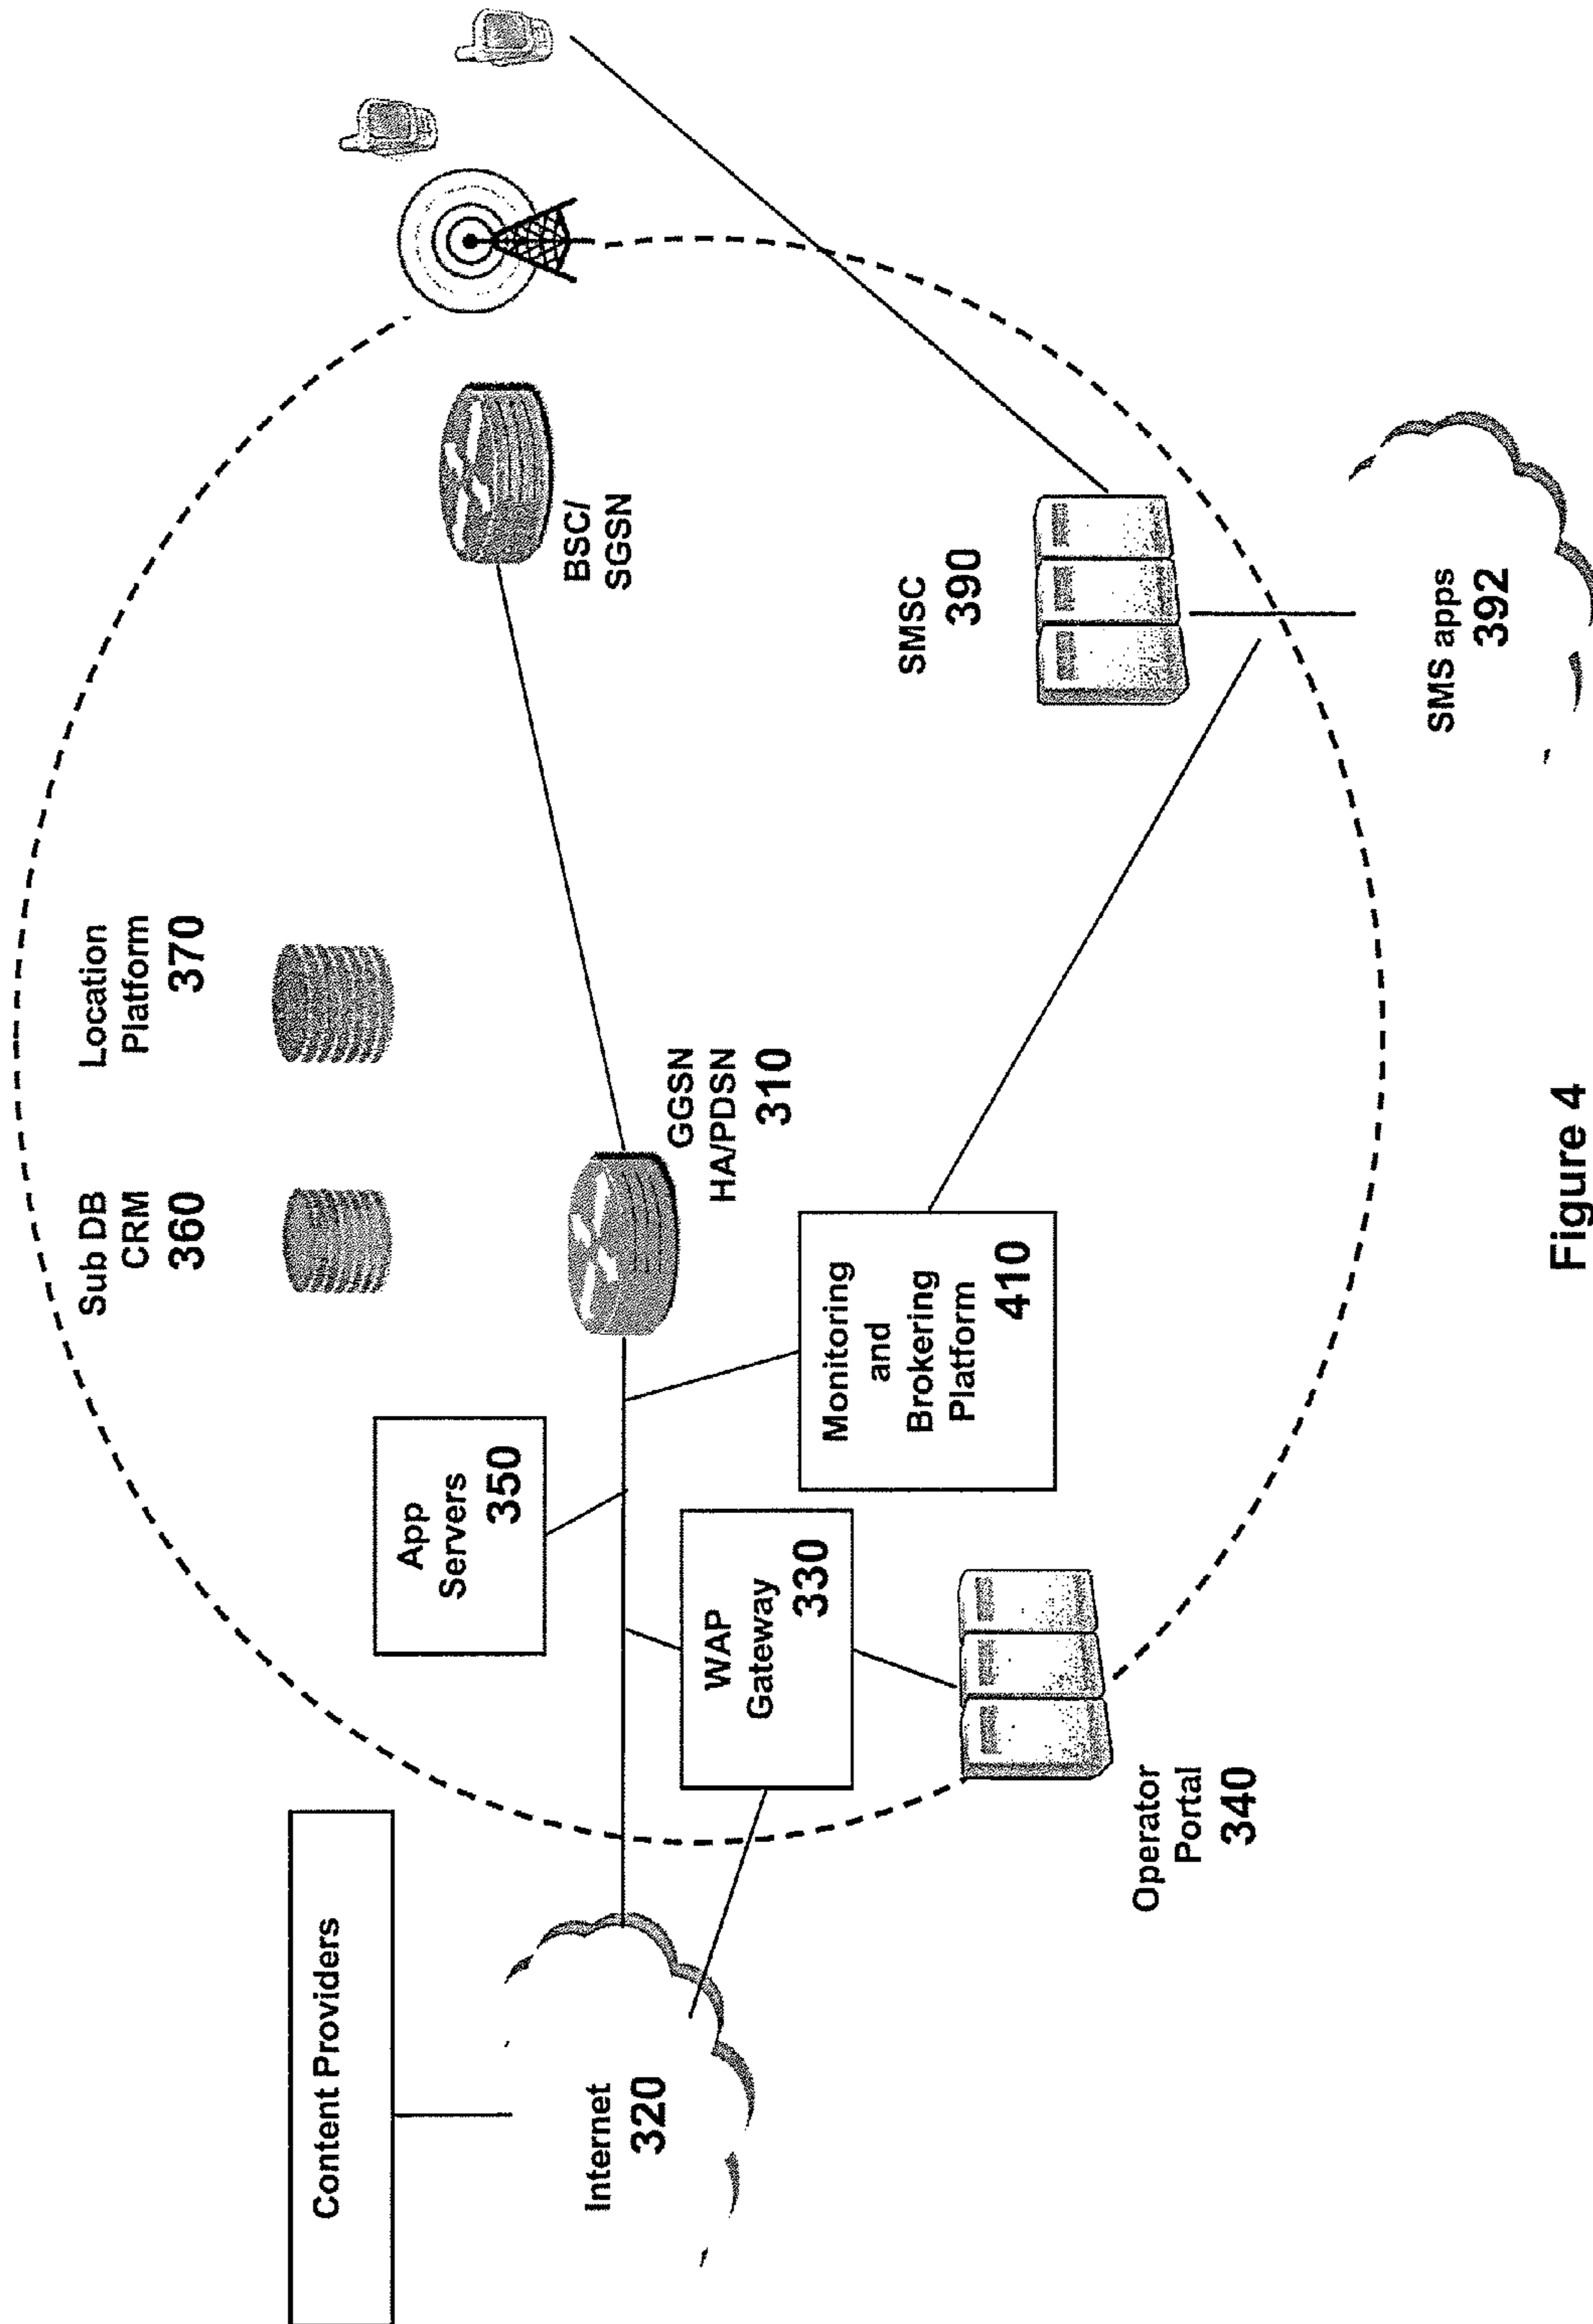 Content Providers
Internet
320
Operator
Portal
340
WAP
Gateway
330
App
Servers
350
Monitoring
and
Brokering
Platform
410
Sub DB
CRM
360
Location
Platform
370
GGSN
HA/PDSN
310
BSC/
SGSN
SMSC
390
SMS apps
392
Figure 4